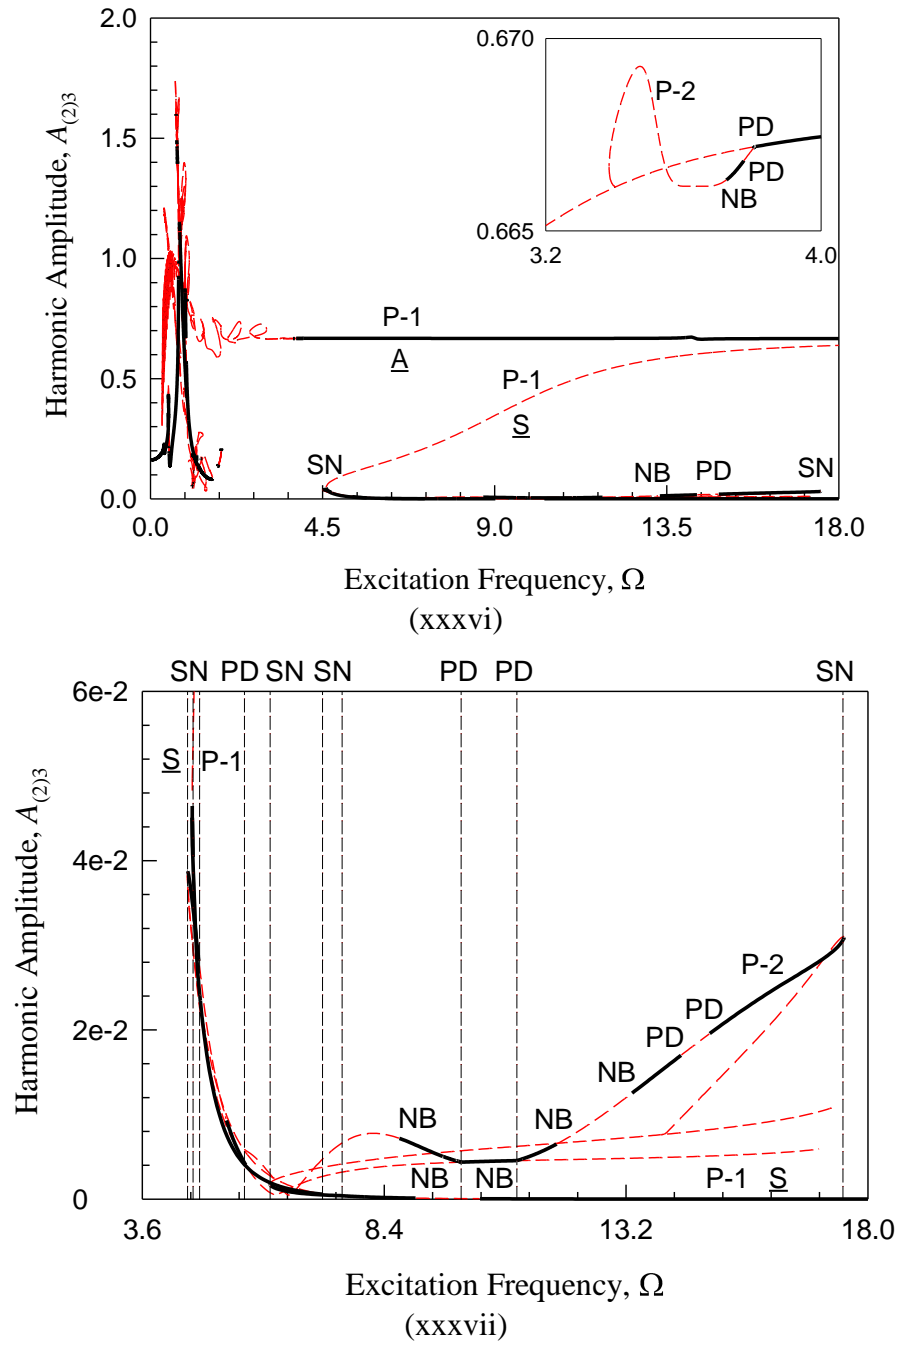 2.0
1.5
1.0
0.5
0.0
Harmonic Amplitude, A(2)3
0.670
0.665
3.2 4.0
P-2
PD
PD
NB
P-1
A
P-1
S
SN
NB PD SN
0.0 4.5 9.0 13.5 18.0
Excitation Frequency, Ω
(xxxvi)
SN PD SN SN PD PD SN
6e-2
4e-2
2e-2
0
Harmonic Amplitude, A(2)3
S P-1
P-2
PD
PD
NB
NB NB
NB NB
P-1 S
3.6 8.4 13.2 18.0
Excitation Frequency, Ω
(xxxvii)